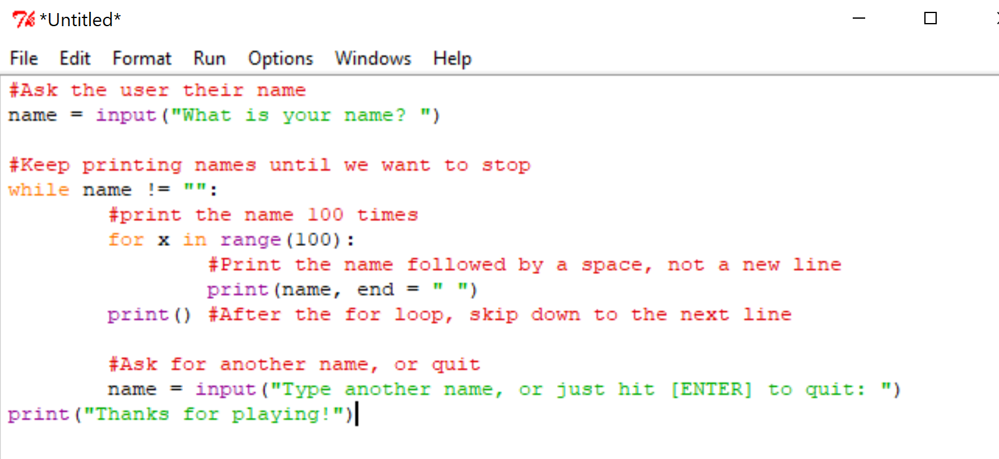 *Untitled*
File Edit Format Run Options Windows Help
#Ask the user their name
name = input("What is your name? ")
#Keep printing names until we want to stop
while name != "":
#print the name 100 times
for x in range(100):
#Print the name followed by a space, not a new line
print(name, end = " ")
print() #After the for loop, skip down to the next line
#Ask for another name, or quit
name = input("Type another name, or just hit [ENTER] to quit: ")
print("Thanks for playing!")